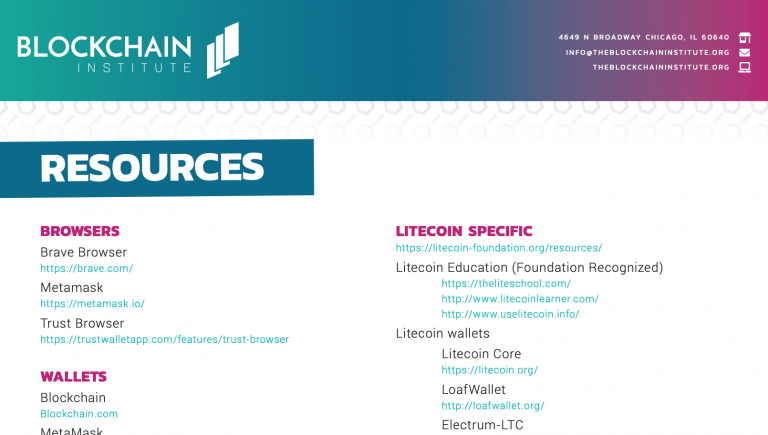 BLOCKCHAIN
INSTITUTE
4649 N BROADWAY CHICAGO, IL 60640
INFO@THEBLOCKCHAININSTITUTE.ORG
THEBLOCKCHAININSTITUTE.ORG
RESOURCES
BROWSERS
Brave Browser
https://brave.com/
Metamask
https://metamask.io/
Trust Browser
https://trustwalletapp.com/features/trust-browser
WALLETS
Blockchain
Blockchain.com
MetaMask
LITECOIN SPECIFIC
https://litecoin-foundation.org/resources/
Litecoin Education (Foundation Recognized)
https://theliteschool.com/
http://www.litecoinlearner.com/
http://www.uselitecoin.info/
Litecoin wallets
Litecoin Core
https://litecoin.org/
LoafWallet
http://loafwallet.org/
Electrum-LTC